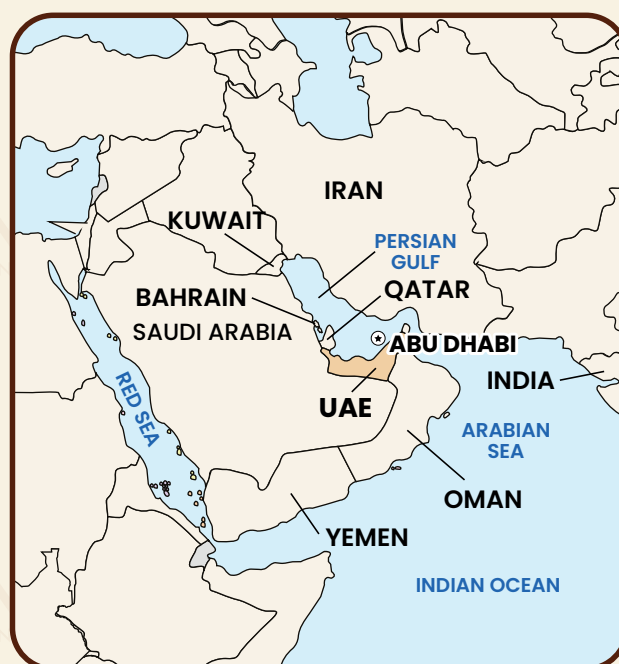 IRAN
KUWAIT
PERSIAN
GULF
QATAR
BAHRAIN
SAUDI ARABIA
ABU DHABI
INDIA
RED SEA
UAE
ARABIAN
SEA
OMAN
YEMEN
INDIAN OCEAN